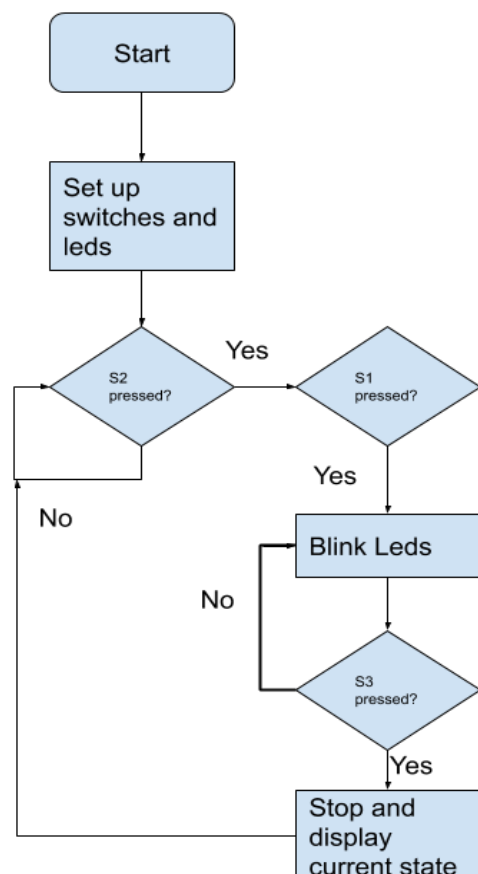 Start
Set up
switches and
leds
S2
pressed?
Yes
S1
pressed?
Yes
No
Blink Leds
No
S3
pressed?
Yes
Stop and
display
current state